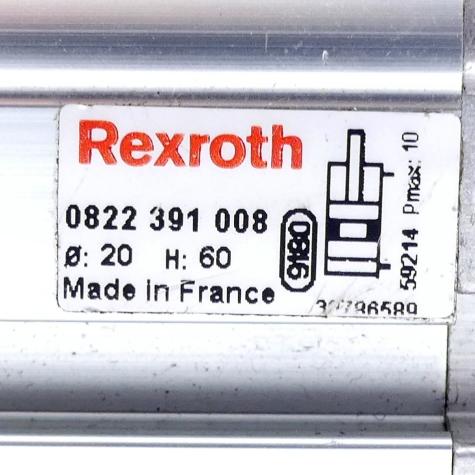 Rexroth
0822 391 008
Ø: 20 H: 60
Made in France
9180
59214 Pmax: 10